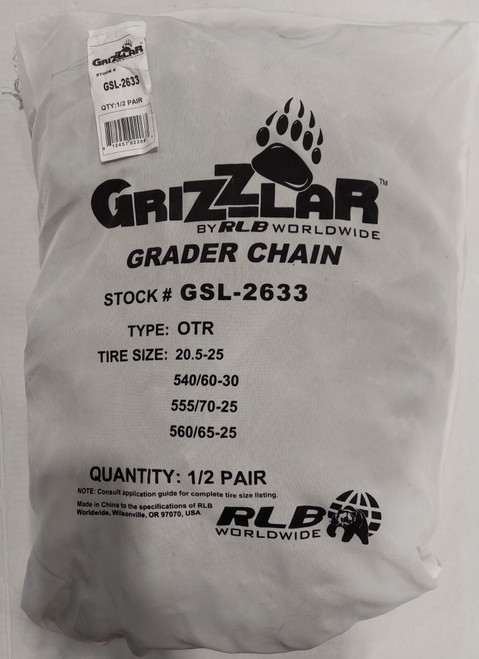 GRIZZLAR
STOCK #
GSL-2633
QTY:1/2 PAIR
GRIZZLAR™
BY RLB WORLDWIDE
GRADER CHAIN
STOCK # GSL-2633
TYPE: OTR
TIRE SIZE: 20.5-25
540/60-30
555/70-25
560/65-25
QUANTITY: 1/2 PAIR
NOTE: Consult application guide for complete tire size listing.
Made in China to the specifications of RLB
Worldwide, Wilsonville, OR 97070, USA
RLB
WORLDWIDE